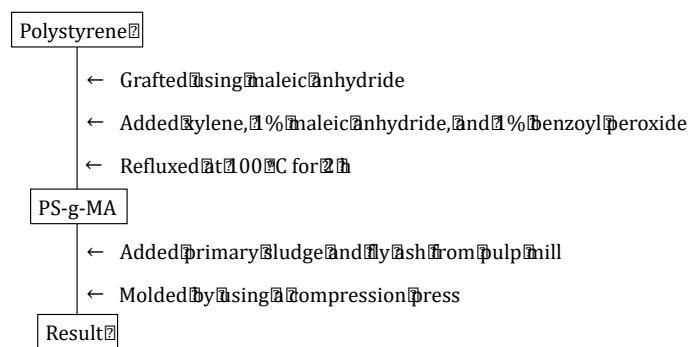 Polystyrene
← Grafted using maleic anhydride
← Added xylene, 1% maleic anhydride, and 1% benzoyl peroxide
← Refluxed at 100 °C for 2 h
PS-g-MA
← Added primary sludge and fly ash from pulp mill
← Molded by using a compression press
Result